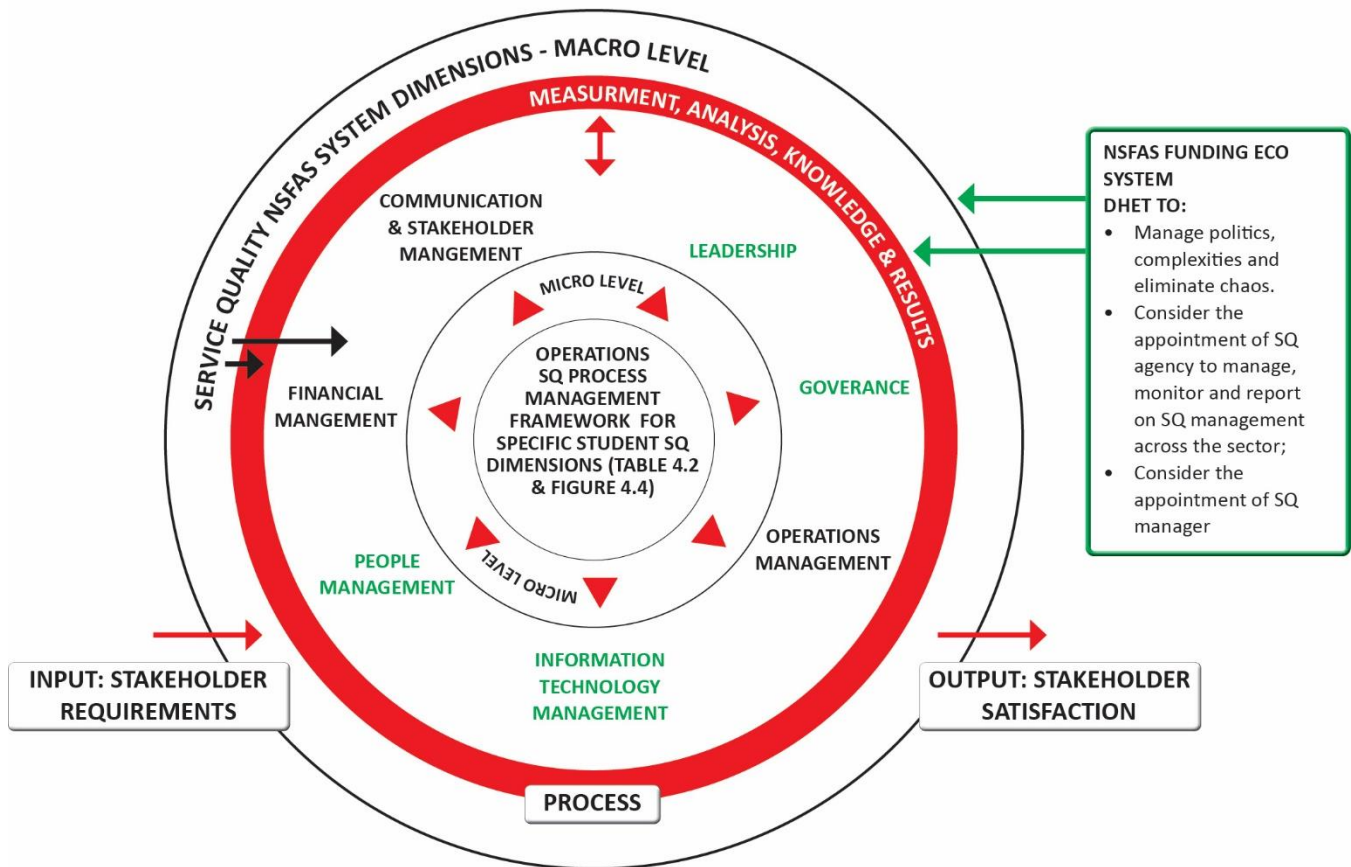 SERVICE QUALITY NSFAS SYSTEM DIMENSIONS - MACRO LEVEL
MEASURMENT, ANALYSIS, KNOWLEDGE & RESULTS
COMMUNICATION
& STAKEHOLDER
MANGEMENT
LEADERSHIP
FINANCIAL
MANGEMENT
GOVERANCE
PEOPLE
MANAGEMENT
OPERATIONS
MANAGEMENT
INFORMATION
TECHNOLOGY
MANAGEMENT
MICRO LEVEL
OPERATIONS
SQ PROCESS
MANAGEMENT
FRAMEWORK FOR
SPECIFIC STUDENT SQ
DIMENSIONS (TABLE 4.2
& FIGURE 4.4)
MICRO LEVEL
NSFAS FUNDING ECO
SYSTEM
DHET TO:
• Manage politics,
complexities and
eliminate chaos.
• Consider the
appointment of SQ
agency to manage,
monitor and report
on SQ management
across the sector;
• Consider the
appointment of SQ
manager
INPUT: STAKEHOLDER
REQUIREMENTS
OUTPUT: STAKEHOLDER
SATISFACTION
PROCESS